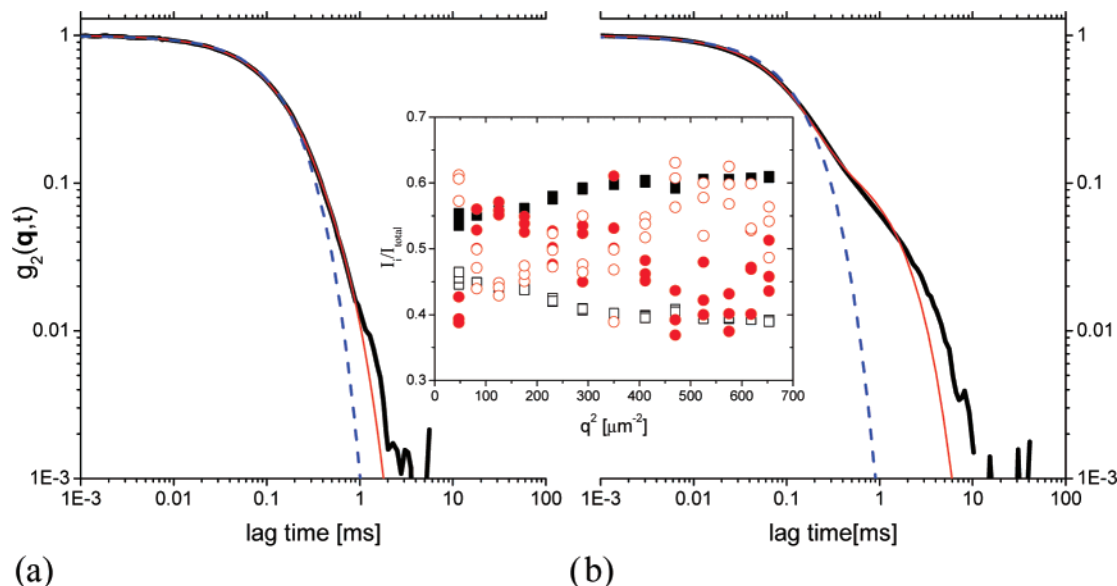 g₂(q,t)
1
0.1
0.01
1E-3
1E-3 0.01 0.1 1 10 100
lag time [ms]
(a)
Iᵢ/I_total
0.7
0.6
0.5
0.4
0.3
0 100 200 300 400 500 600 700
q² [μm⁻²]
1
0.1
0.01
1E-3
1E-3 0.01 0.1 1 10 100
lag time[ms]
(b)